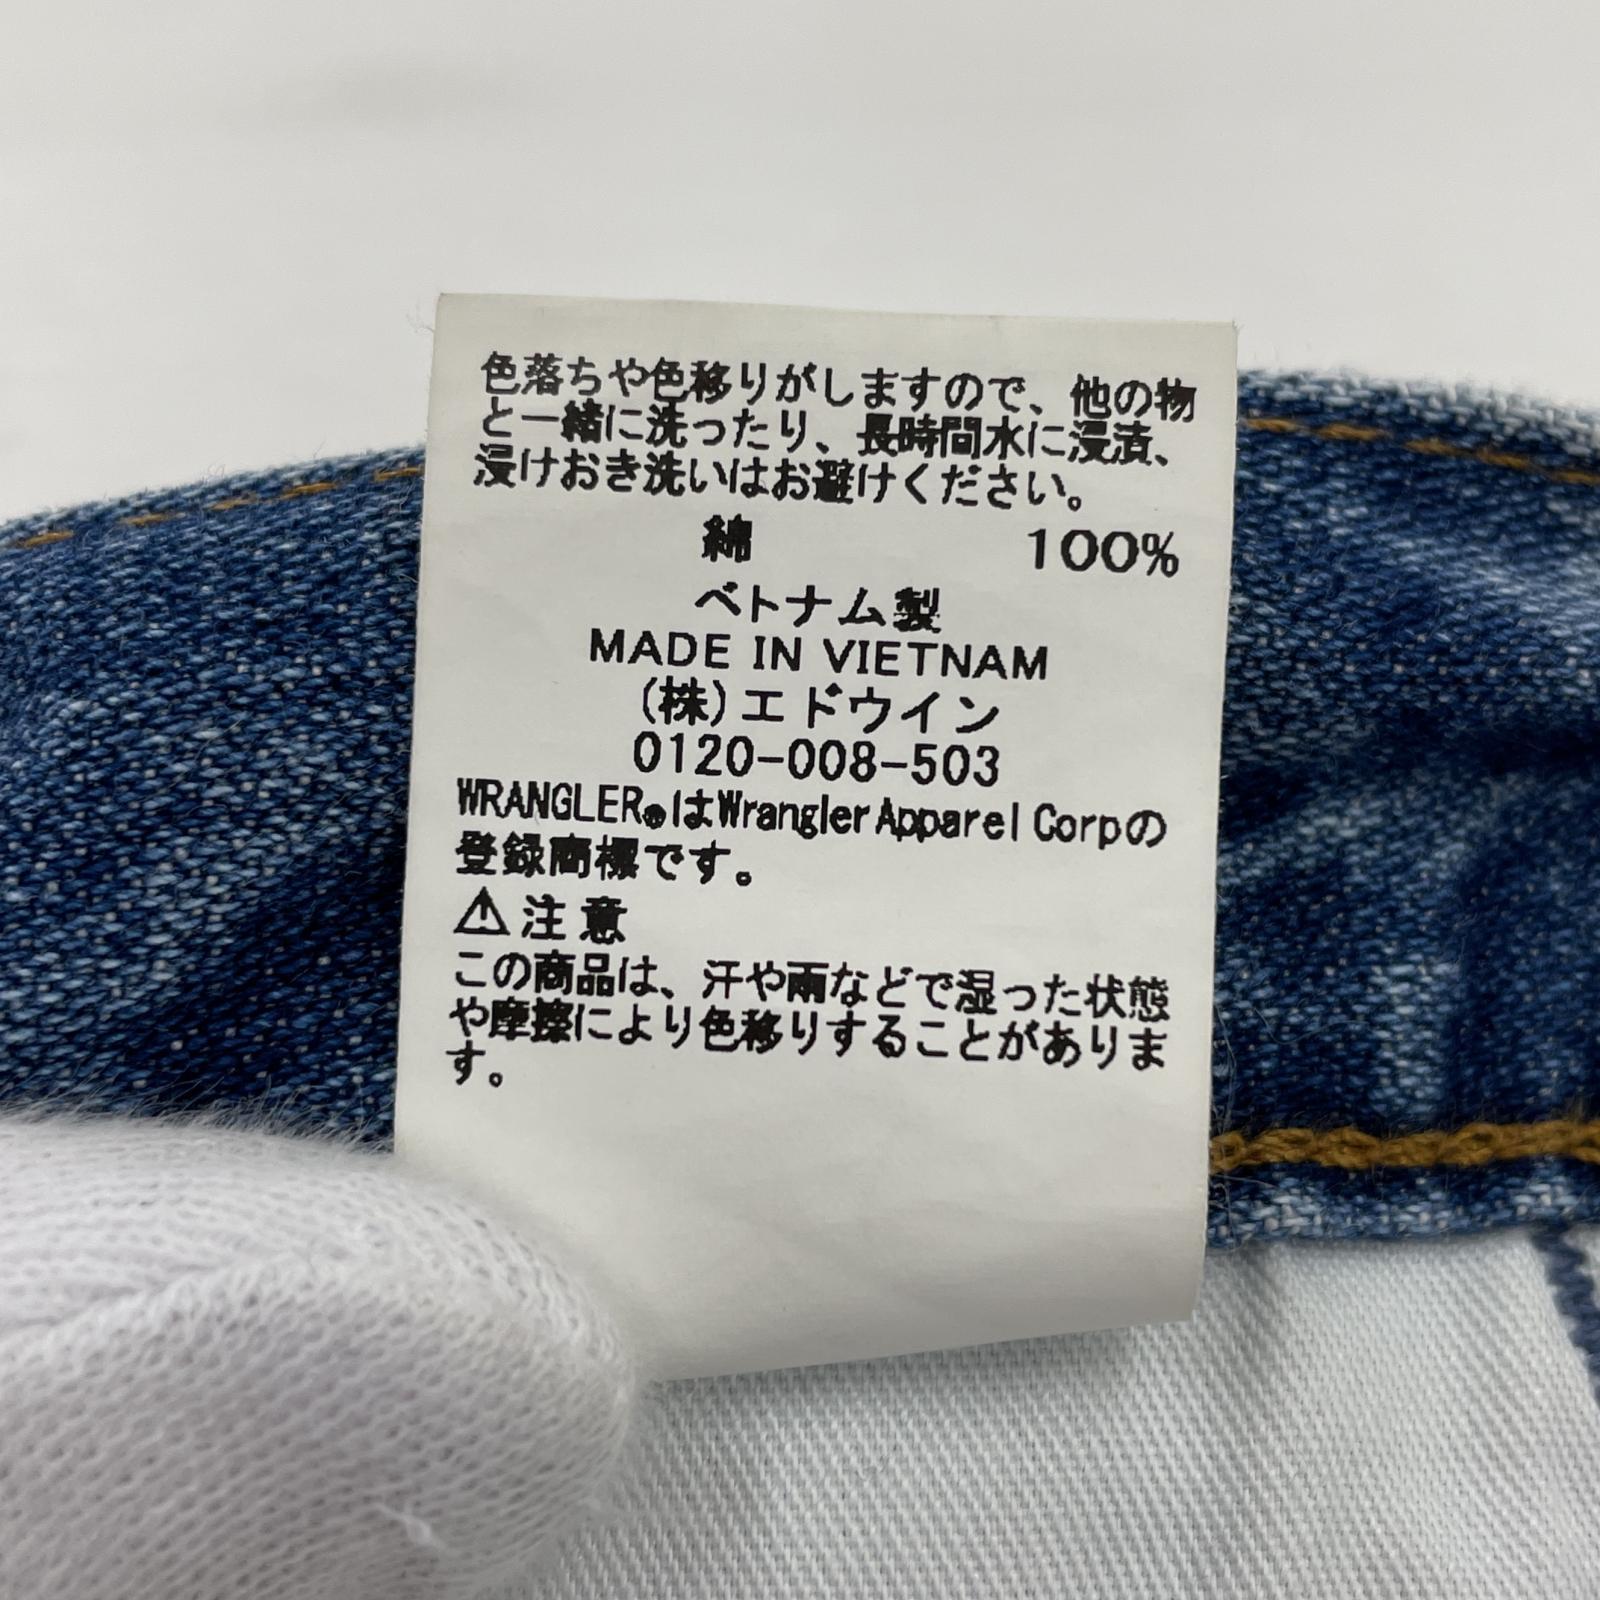 色落ちや色移りがしますので、他の物
と一緒に洗ったり、長時間水に浸漬、
浸けおき洗いはお避けください。
綿 100%
ベトナム製
MADE IN VIETNAM
(株)エドウイン
0120-008-503
WRANGLER®はWrangler Apparel Corpの
登録商標です。
⚠注意
この商品は、汗や雨などで湿った状態
や摩擦により色移りすることがありま
す。